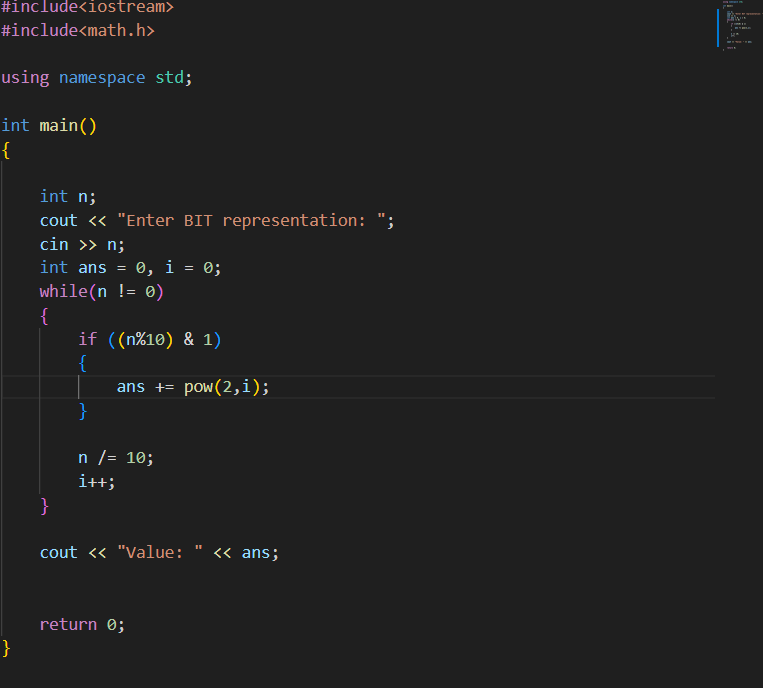 #include<iostream>
#include<math.h>
using namespace std;
int main()
{
int n;
cout << "Enter BIT representation: ";
cin >> n;
int ans = 0, i = 0;
while(n != 0)
{
if ((n%10) & 1)
{
ans += pow(2,i);
}
n /= 10;
i++;
}
cout << "Value: " << ans;
return 0;
}